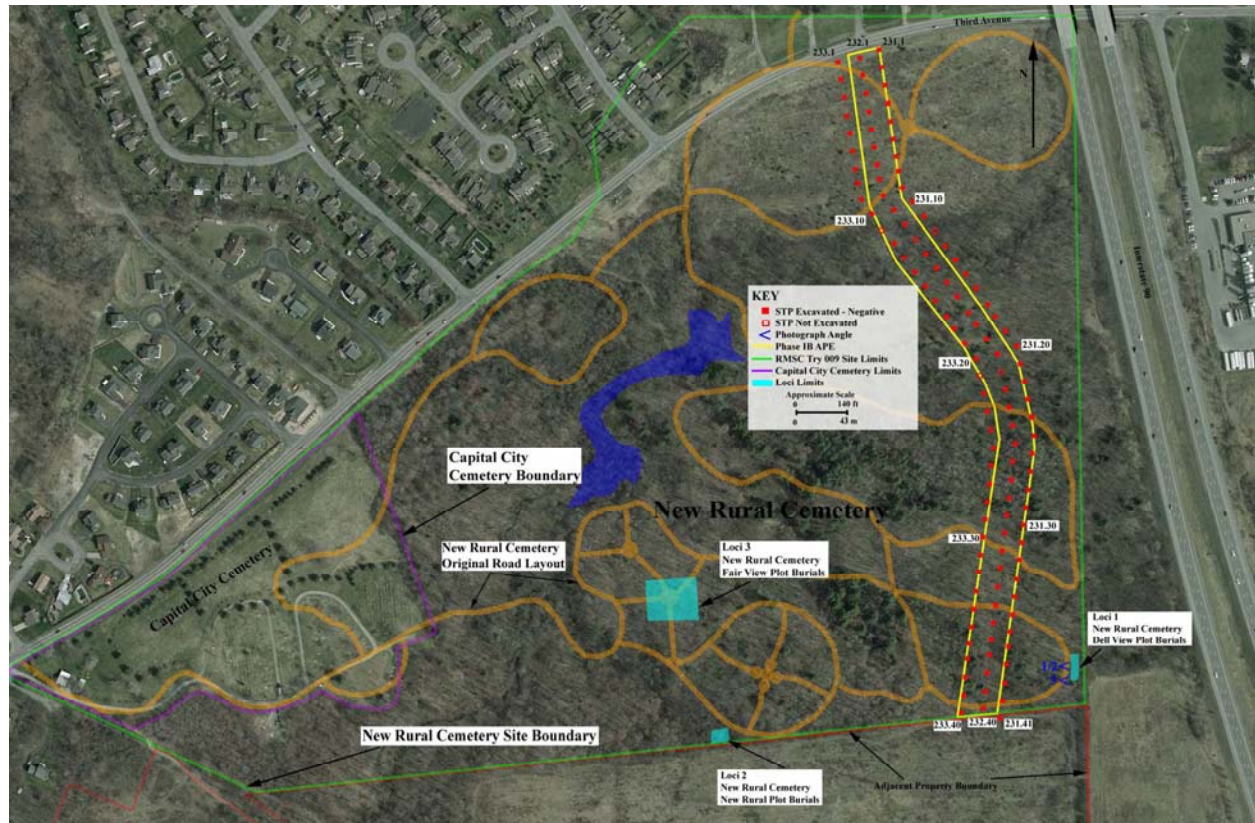 Third Avenue
233.1
232.1
231.1
N
231.10
233.10
Interstate 90
KEY
STP Excavated - Negative
STP Not Excavated
Photograph Angle
Phase IB APE
RMSC Try 009 Site Limits
Capital City Cemetery Limits
Loci Limits
Approximate Scale
0 140 ft
0 43 m
231.20
233.20
Capital City
Cemetery Boundary
New Rural Cemetery
231.30
233.30
New Rural Cemetery
Original Road Layout
Loci 3
New Rural Cemetery
Fair View Plot Burials
Capital City Cemetery
Loci 1
New Rural Cemetery
Dell View Plot Burials
233.40
232.40
231.41
New Rural Cemetery Site Boundary
Loci 2
New Rural Cemetery
New Rural Plot Burials
Adjacent Property Boundary